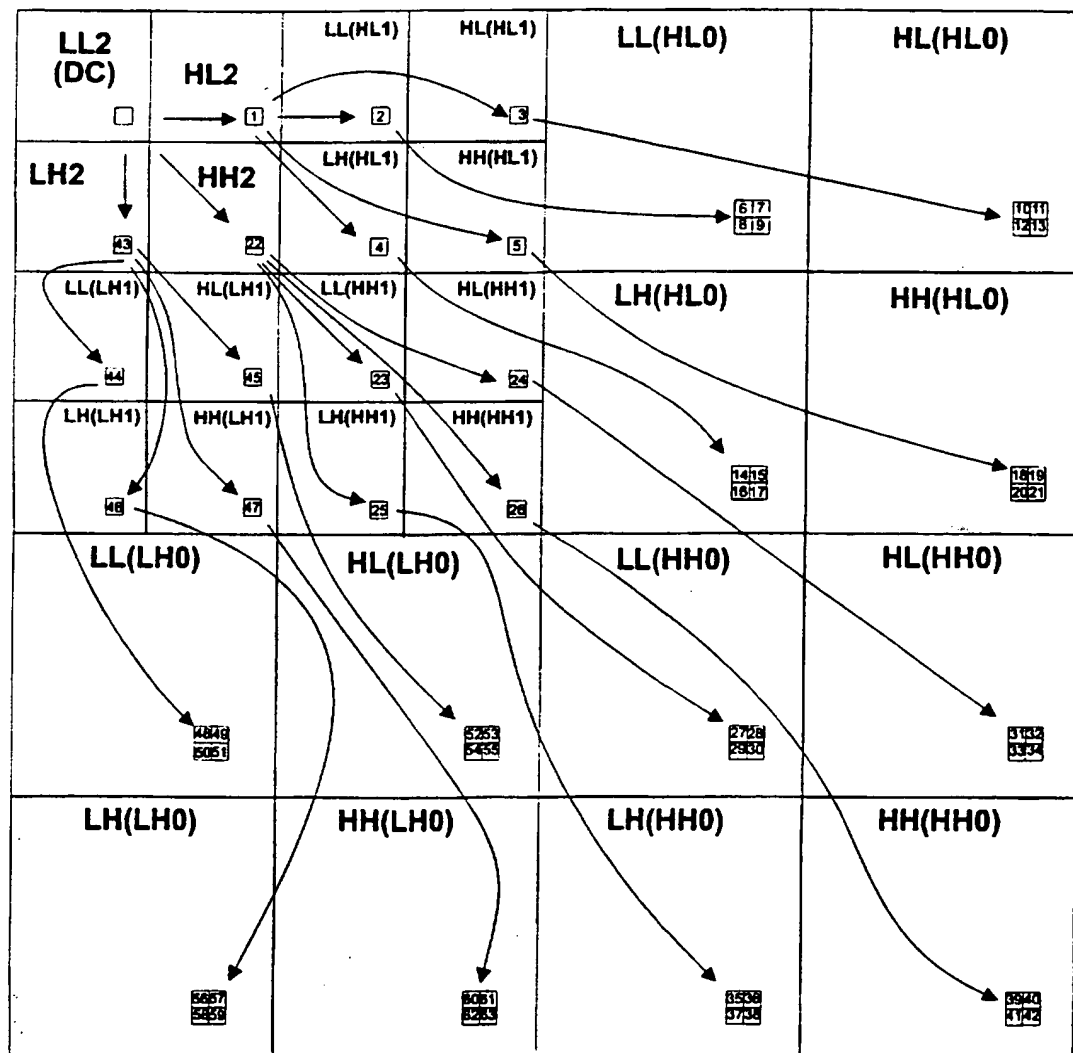 LL2
(DC)
HL2
LL(HL1)
HL(HL1)
LL(HL0)
HL(HL0)
1
2
3
LH2
HH2
LH(HL1)
HH(HL1)
6 7
8 9
10 11
12 13
43
22
4
5
LL(LH1)
HL(LH1)
LL(HH1)
HL(HH1)
LH(HL0)
HH(HL0)
44
45
23
24
LH(LH1)
HH(LH1)
LH(HH1)
HH(HH1)
14 15
16 17
18 19
20 21
46
47
25
26
LL(LH0)
HL(LH0)
LL(HH0)
HL(HH0)
48 49
50 51
52 53
54 55
27 28
29 30
31 32
33 34
LH(LH0)
HH(LH0)
LH(HH0)
HH(HH0)
56 57
58 59
60 61
62 63
35 36
37 38
39 40
41 42